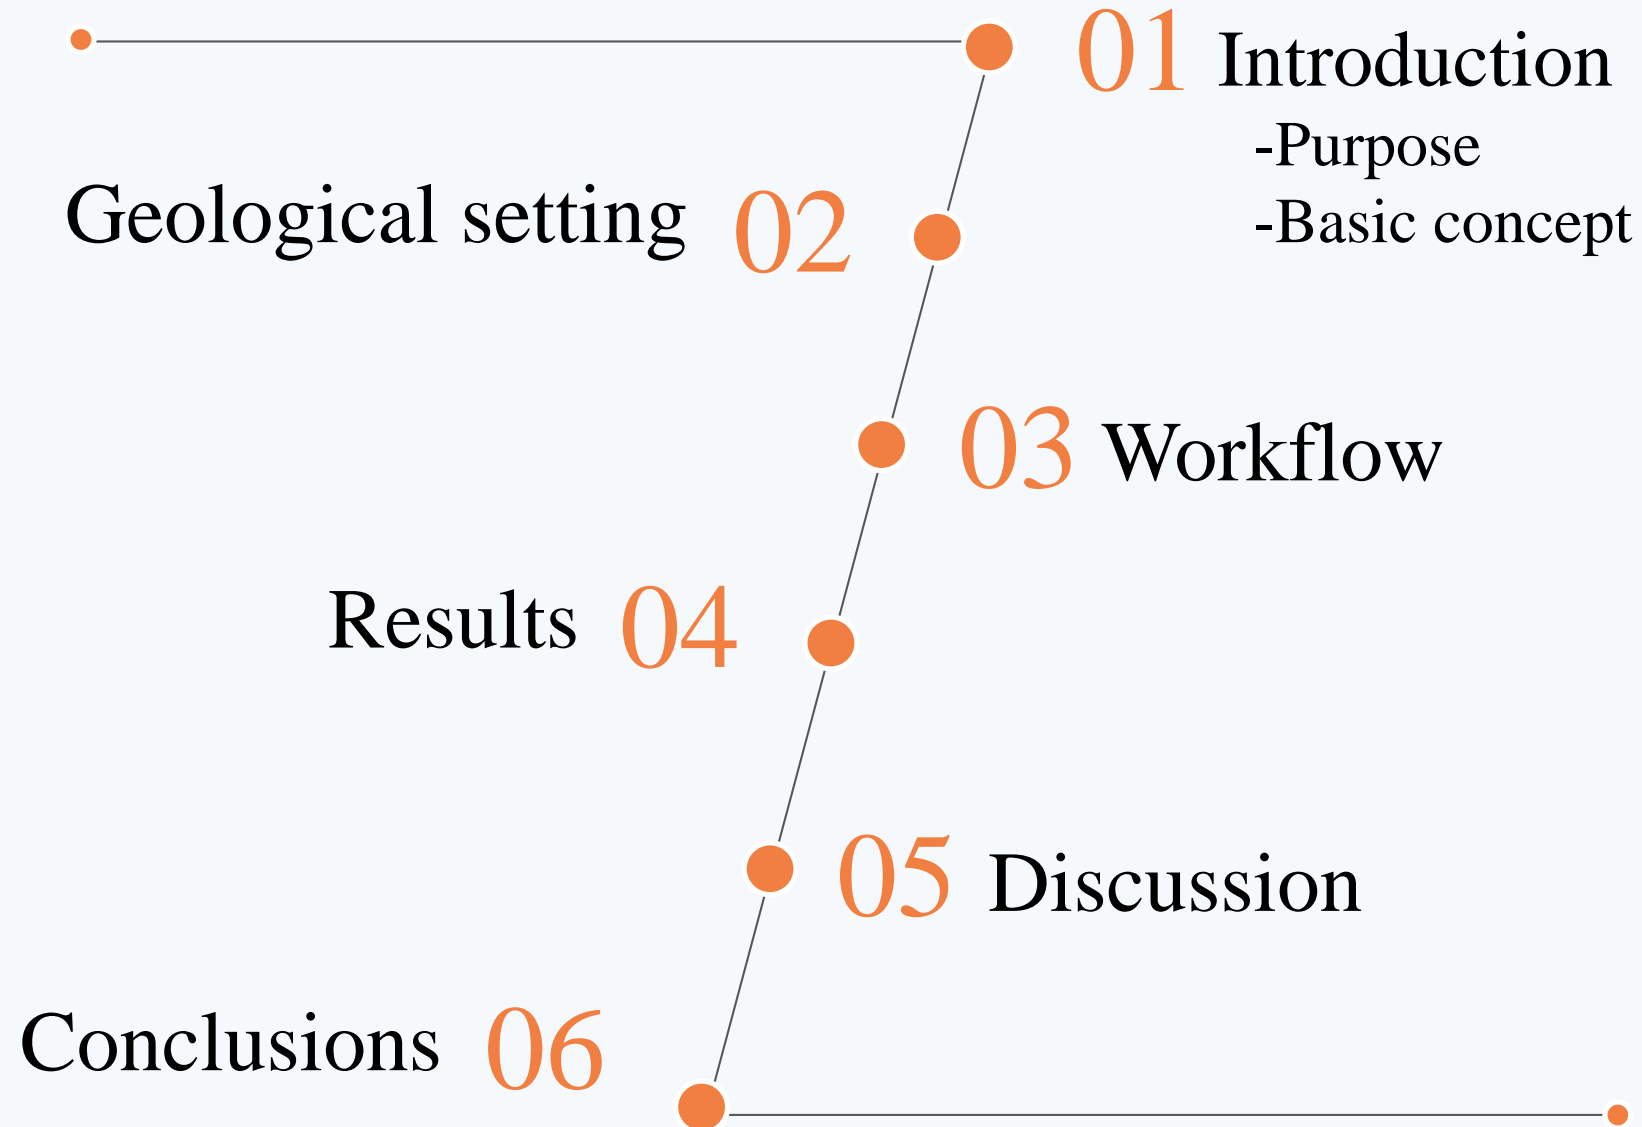 01 Introduction
-Purpose
-Basic concept
Geological setting 02
03 Workflow
Results 04
05 Discussion
Conclusions 06